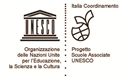 Italia Coordinamento
UNESCO
Organizzazione
delle Nazioni Unite
per l'Educazione,
la Scienza e la Cultura
Progetto
Scuole Associate
UNESCO